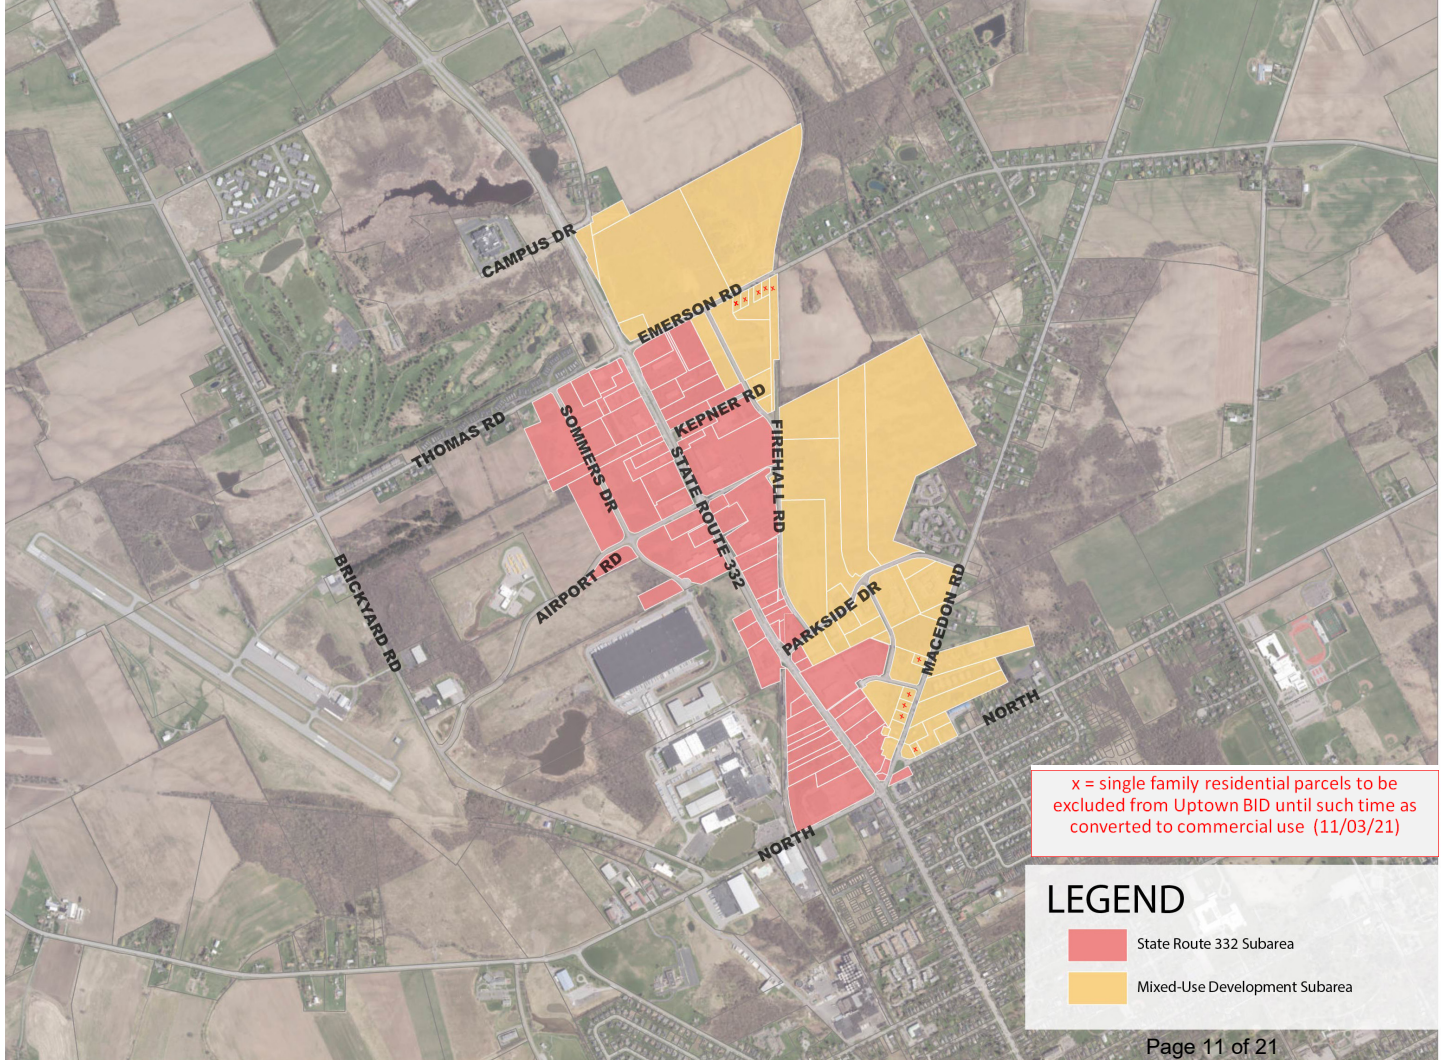 CAMPUS DR
EMERSON RD
KEPNER RD
THOMAS RD
SOMMERS DR
STATE ROUTE 332
FIREHALL RD
AIRPORT RD
BRICKYARD RD
PARKSIDE DR
MACEDON RD
NORTH
NORTH
x = single family residential parcels to be
excluded from Uptown BID until such time as
converted to commercial use (11/03/21)
LEGEND
State Route 332 Subarea
Mixed-Use Development Subarea
Page 11 of 21